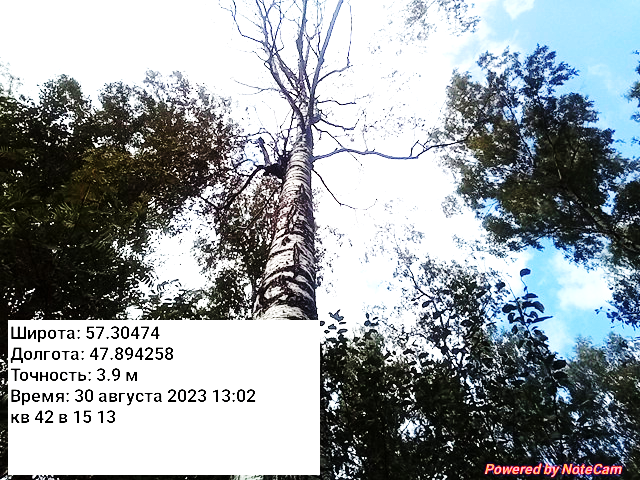 Широта: 57.30474
Долгота: 47.894258
Точность: 3.9 м
Время: 30 августа 2023 13:02
кв 42 в 15 13
Powered by NoteCam